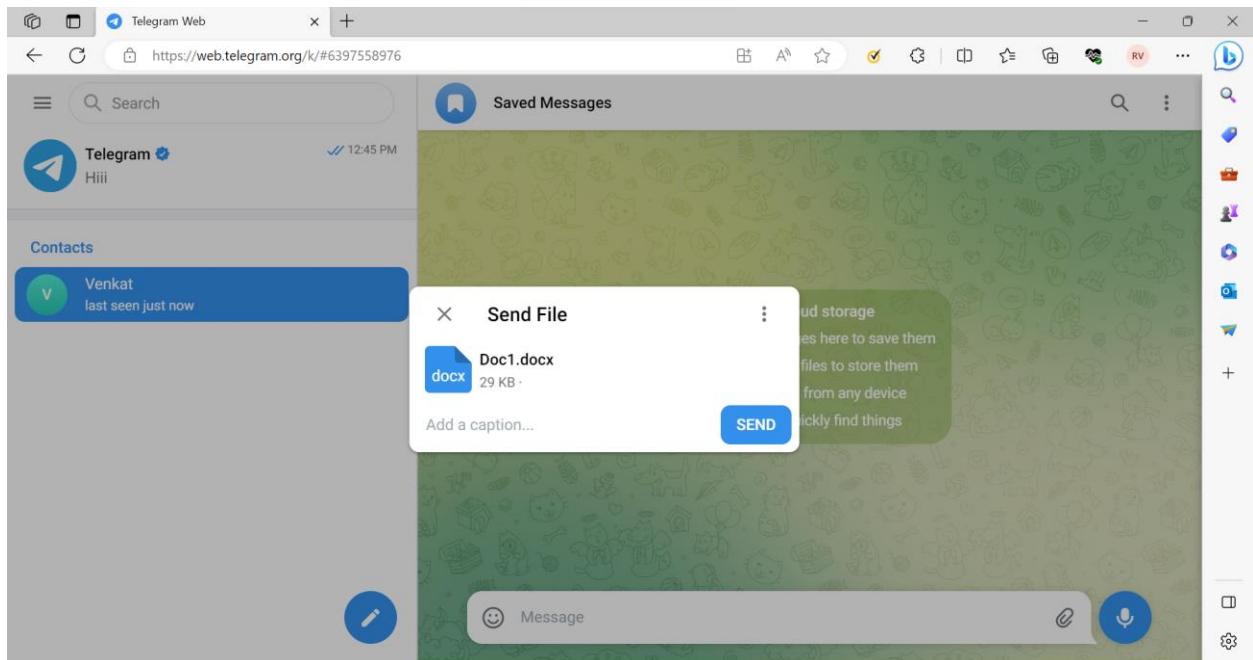 Telegram Web
https://web.telegram.org/k/#6397558976
RV
Search
Saved Messages
Telegram
12:45 PM
Hiii
Contacts
V
Venkat
last seen just now
Send File
docx
Doc1.docx
29 KB ·
Add a caption...
SEND
ud storage
es here to save them
files to store them
from any device
ickly find things
Message